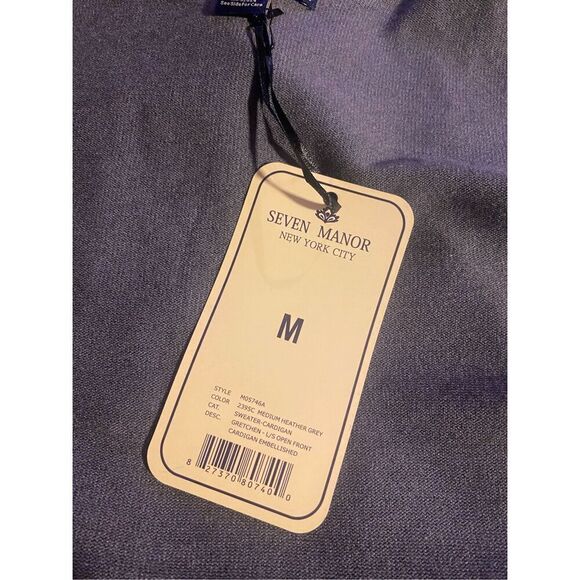 See Side For Care
SEVEN MANOR
NEW YORK CITY
M
STYLE M05746A
COLOR 2395C MEDIUM HEATHER GREY
CAT. SWEATER-CARDIGAN
DESC. GRETCHEN - L/S OPEN FRONT
CARDIGAN EMBELLISHED
8 27370 80740 0